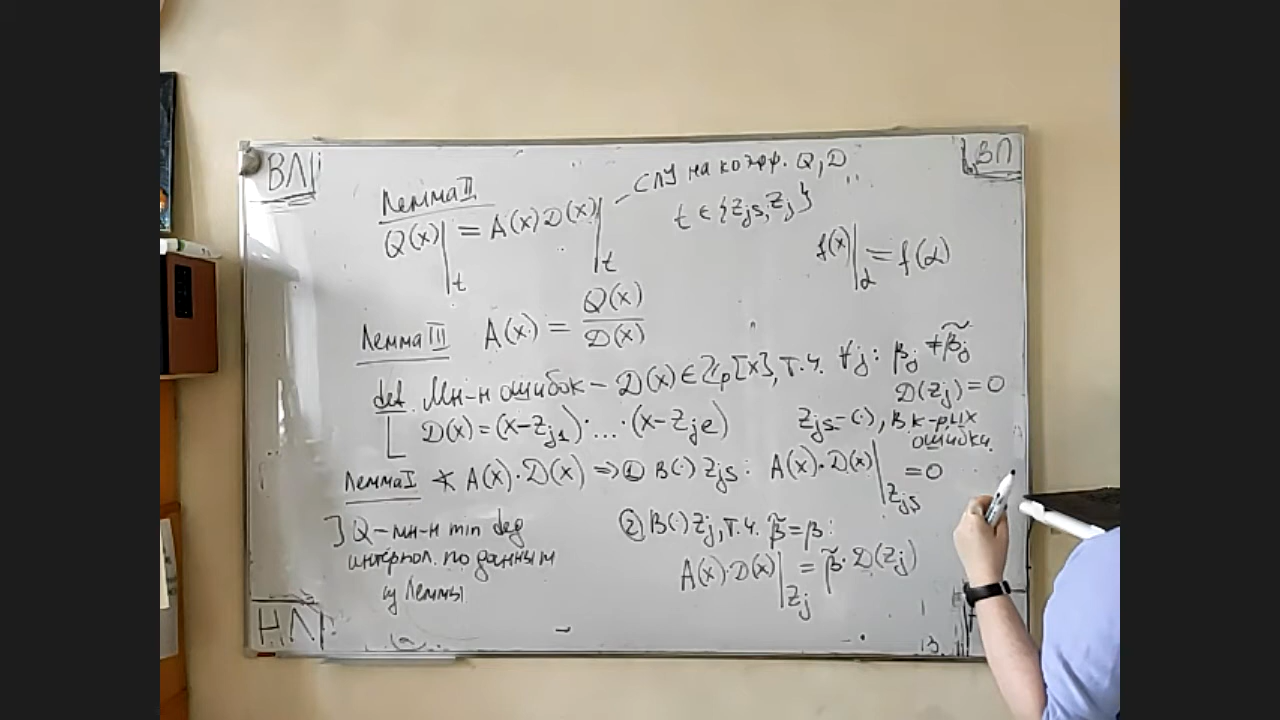 ВЛ
ВП
Лемма II
СЛУ на коэфф. Q, D
Q(x)|t = A(x)D(x)|t
t ∈ {Zjs, Zj}
f(x)|α = f(α)
Лемма III A(x) = Q(x)/D(x)
def. Мн-н ошибок – D(x) ∈ ℤp[x], т.ч. ∀j: βj ≠ β̃j
D(Zj) = 0
D(x) = (x-Zj1)·...·(x-Zje)
Zjs – (·), в к-рых
ошибки.
Лемма I ∗ A(x)·D(x) ⇒ ① В(·) Zjs: A(x)·D(x)|Zjs = 0
] Q – мн-н min deg
интерпол. по данным
из Леммы
② В(·) Zj, т.ч. β̃ = β:
A(x)·D(x)|Zj = β̃·D(Zj)
НЛ